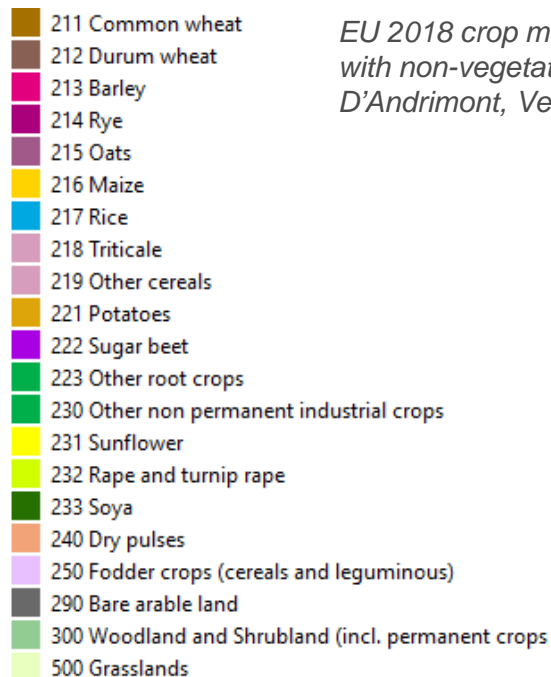 211 Common wheat
212 Durum wheat
213 Barley
214 Rye
215 Oats
216 Maize
217 Rice
218 Triticale
219 Other cereals
221 Potatoes
222 Sugar beet
223 Other root crops
230 Other non permanent industrial crops
231 Sunflower
232 Rape and turnip rape
233 Soya
240 Dry pulses
250 Fodder crops (cereals and leguminous)
290 Bare arable land
300 Woodland and Shrubland (incl. permanent crops
500 Grasslands
EU 2018 crop m
with non-vegetat
D'Andrimont, Ve